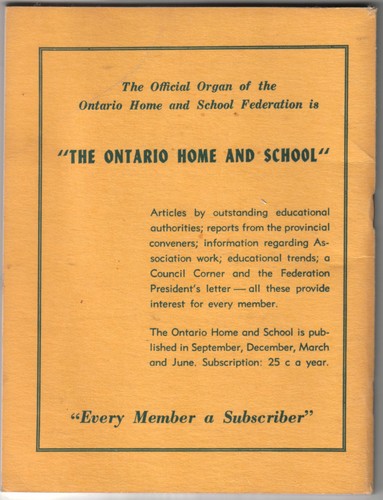 The Official Organ of the
Ontario Home and School Federation is
"THE ONTARIO HOME AND SCHOOL"
Articles by outstanding educational
authorities; reports from the provincial
conveners; information regarding As-
sociation work; educational trends; a
Council Corner and the Federation
President's letter — all these provide
interest for every member.
The Ontario Home and School is pub-
lished in September, December, March
and June. Subscription: 25 c a year.
"Every Member a Subscriber"